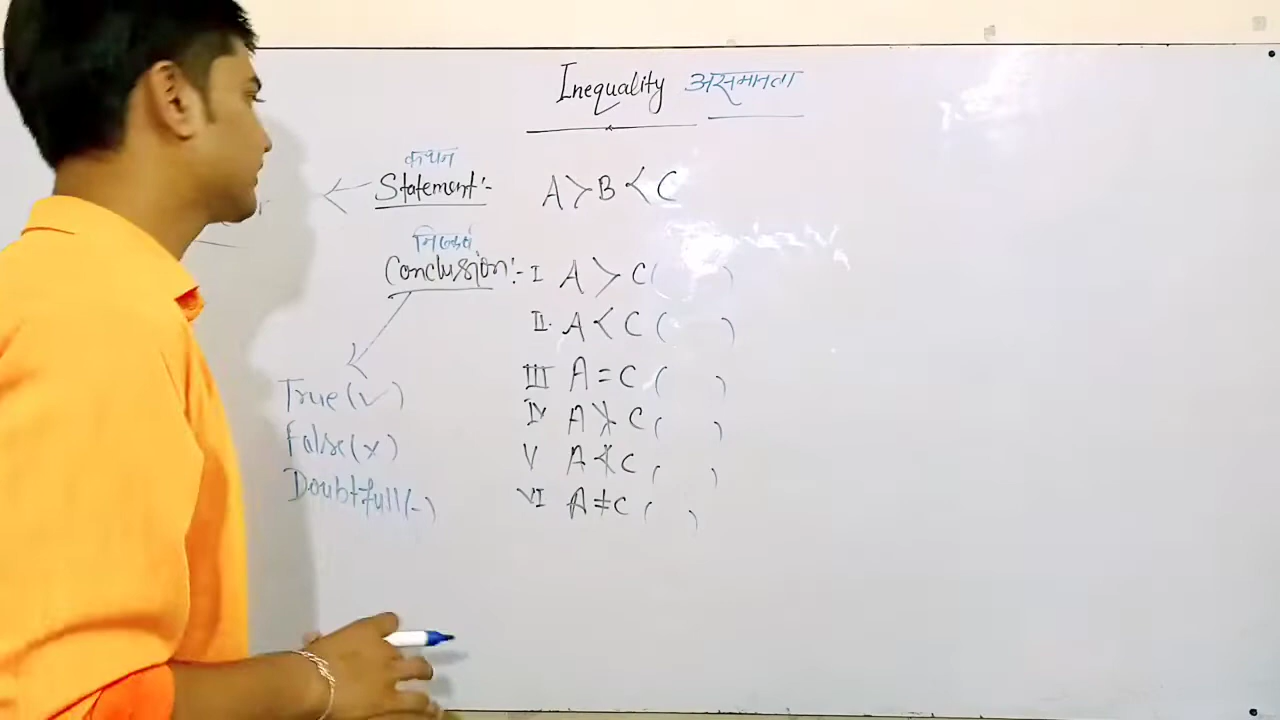 Inequality असमानता
कथन
Statement:- A > B < C
निष्कर्ष
Conclusion:- I A > C ( )
II. A < C ( )
III A = C ( )
IV A ≯ C ( )
V A ≮ C ( )
VI A ≠ C ( )
True (✓)
false (x)
Doubtfull (-)